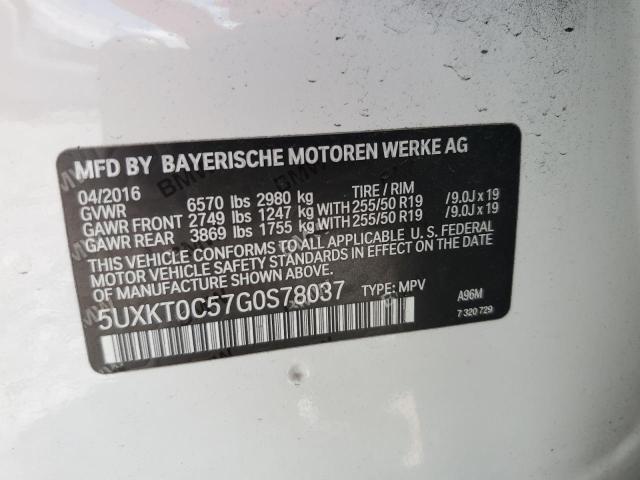 MFD BY BAYERISCHE MOTOREN WERKE AG
04/2016 TIRE / RIM
GVWR 6570 lbs 2980 kg
GAWR FRONT 2749 lbs 1247 kg WITH 255/50 R19 /9.0J x 19
GAWR REAR 3869 lbs 1755 kg WITH 255/50 R19 /9.0J x 19
THIS VEHICLE CONFORMS TO ALL APPLICABLE U. S. FEDERAL
MOTOR VEHICLE SAFETY STANDARDS IN EFFECT ON THE DATE
OF MANUFACTURE SHOWN ABOVE.
5UXKT0C57G0S78037 TYPE: MPV A96M
7 320 729